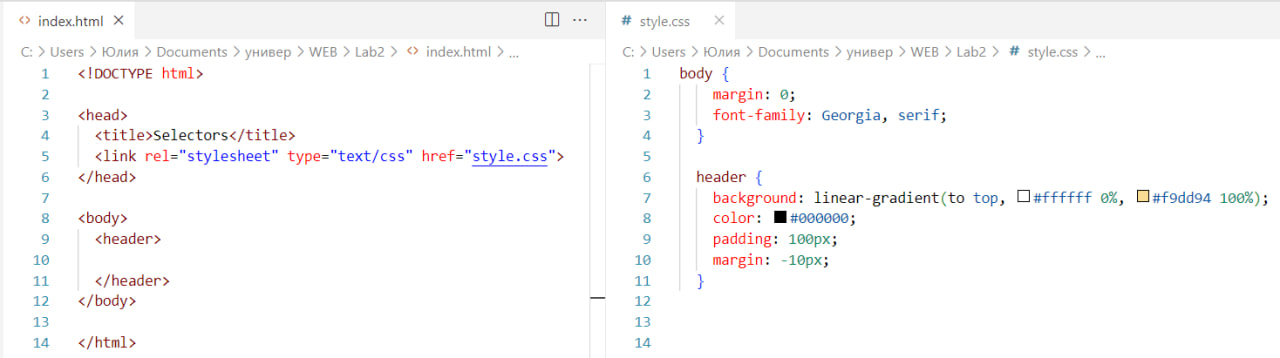 index.html
C: > Users > Юлия > Documents > универ > WEB > Lab2 > index.html > ...
1 <!DOCTYPE html>
2
3 <head>
4 <title>Selectors</title>
5 <link rel="stylesheet" type="text/css" href="style.css">
6 </head>
7
8 <body>
9 <header>
10
11 </header>
12 </body>
13
14 </html>
# style.css
C: > Users > Юлия > Documents > универ > WEB > Lab2 > # style.css > ...
1 body {
2 margin: 0;
3 font-family: Georgia, serif;
4 }
5
6 header {
7 background: linear-gradient(to top, #ffffff 0%, #f9dd94 100%);
8 color: #000000;
9 padding: 100px;
10 margin: -10px;
11 }
12
13
14